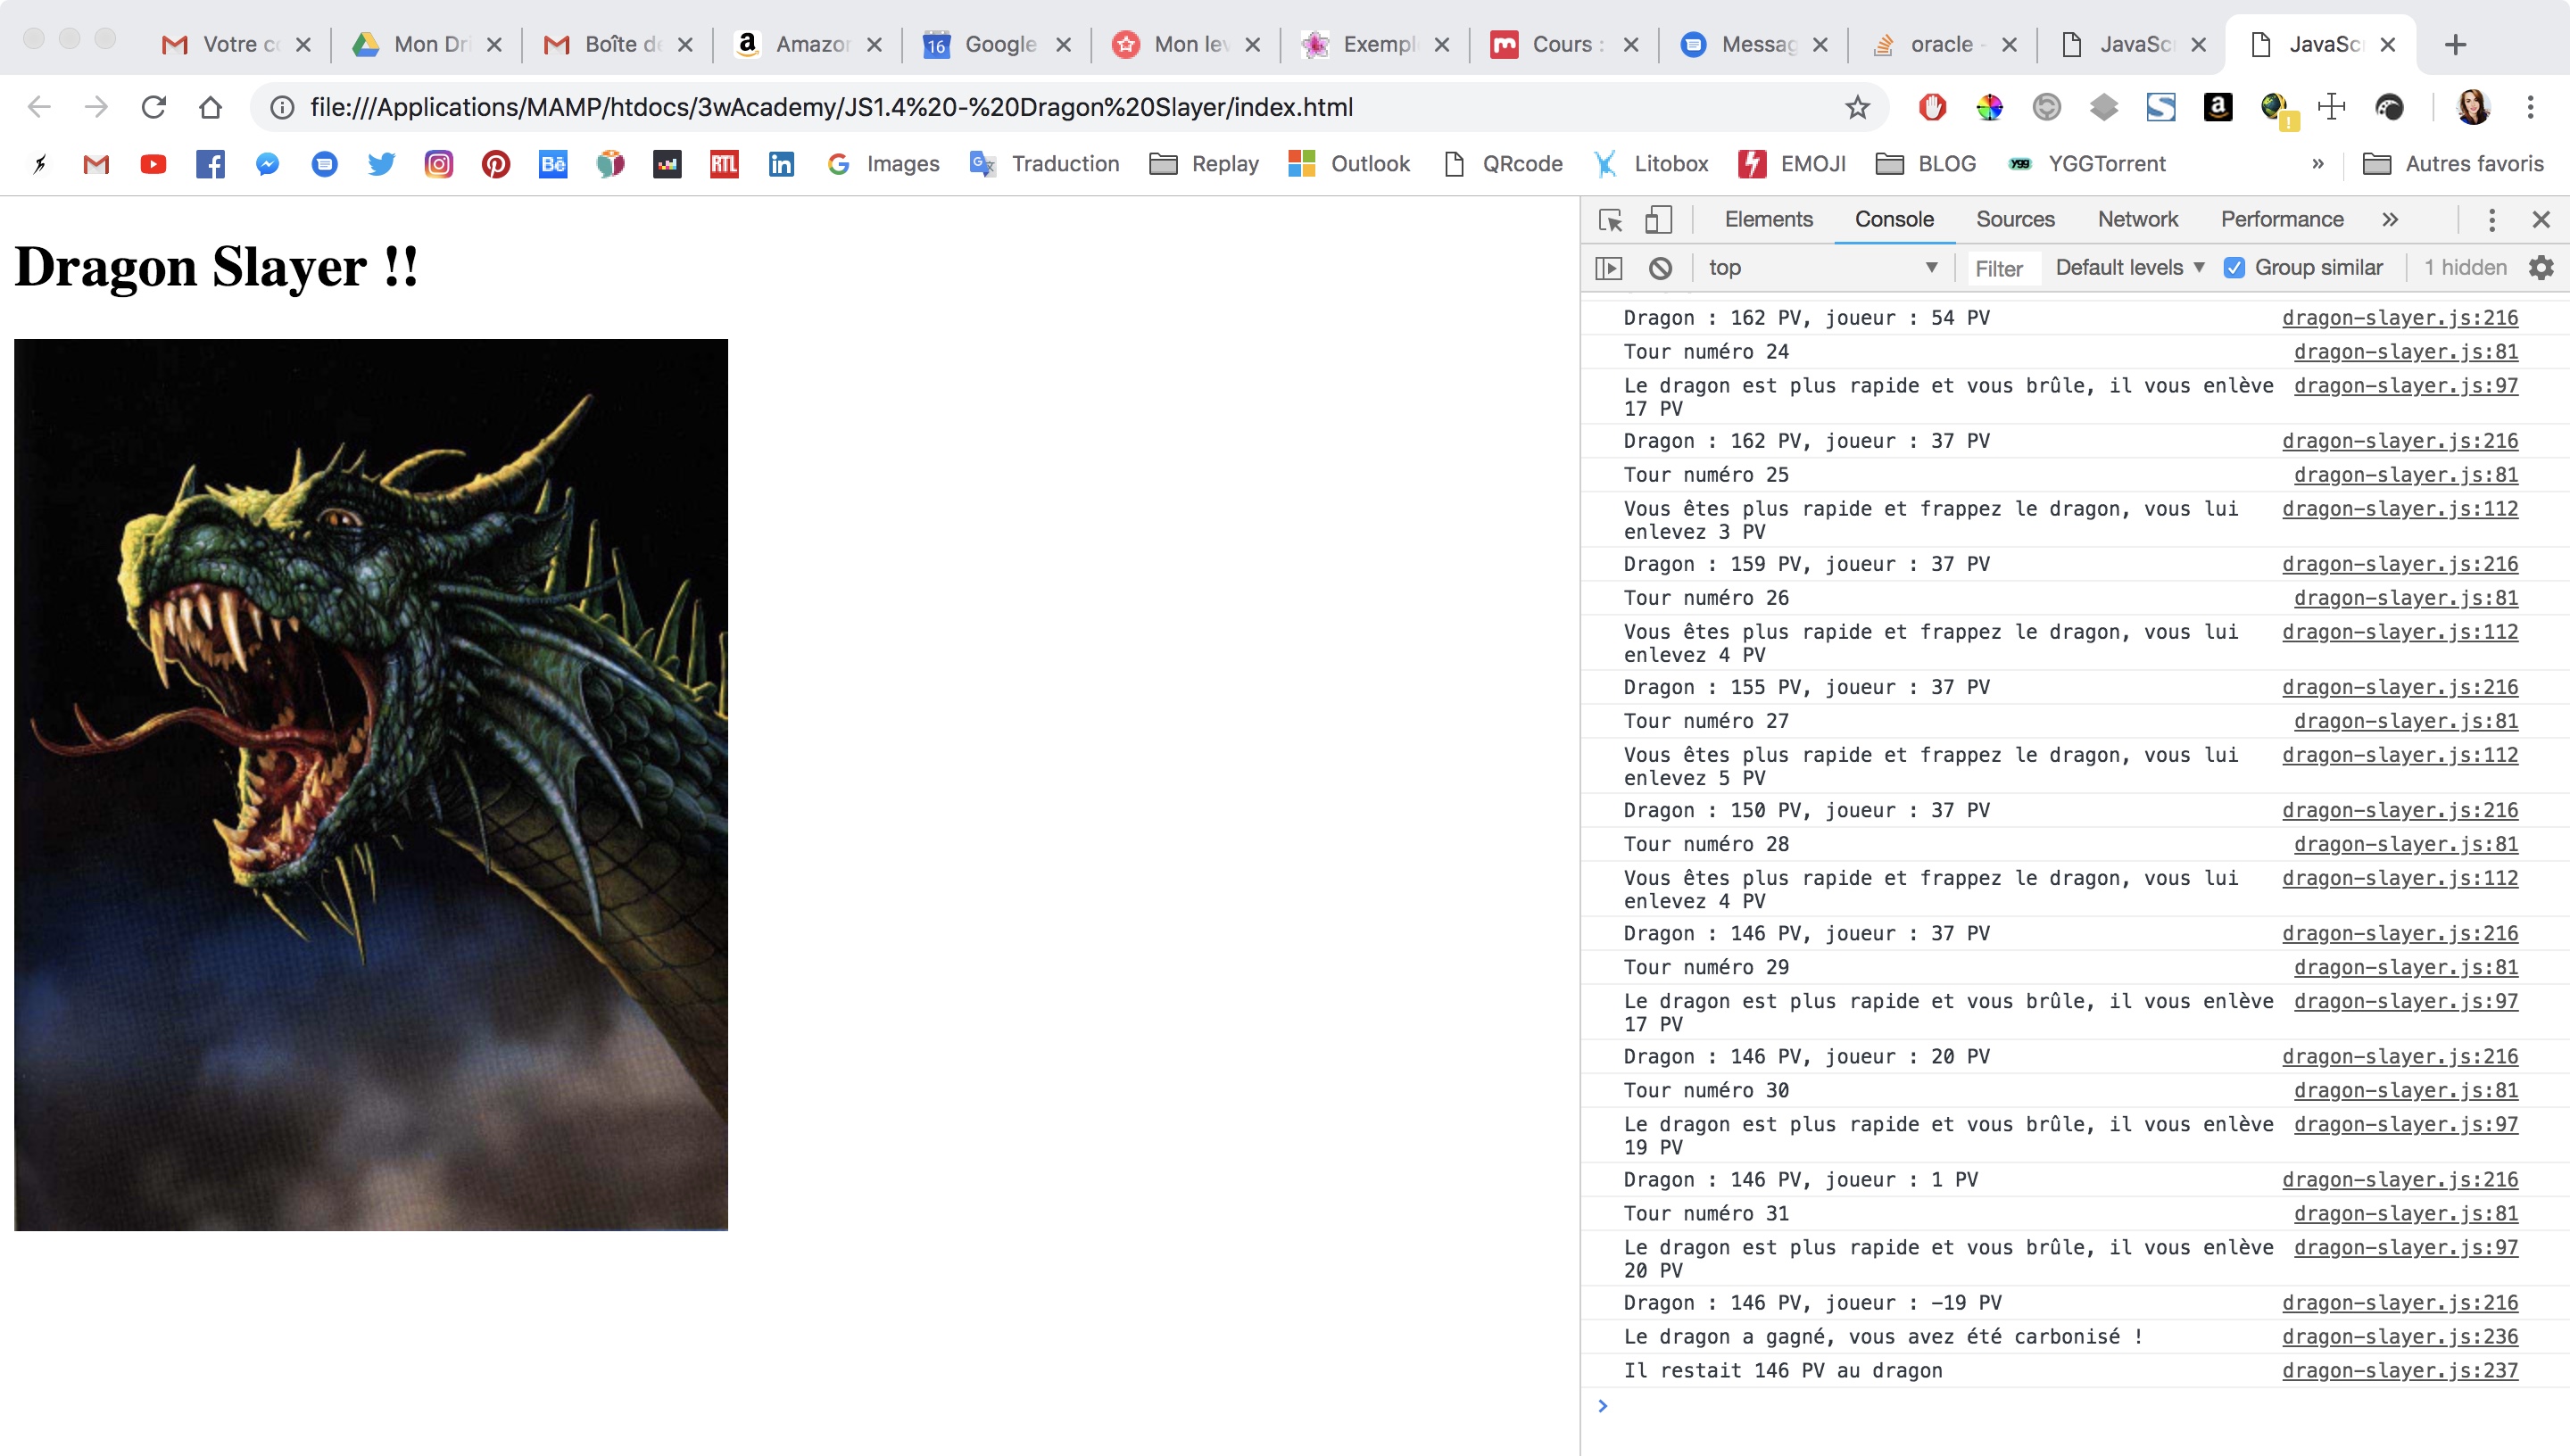 Votre c
Mon Dri
Boîte de
Amazon
16
Google
Mon lev
Exempl
Cours :
Messag
oracle -
JavaSc
JavaSc
file:///Applications/MAMP/htdocs/3wAcademy/JS1.4%20-%20Dragon%20Slayer/index.html
Bē
RTL
in
Images
Traduction
Replay
Outlook
QRcode
Litobox
EMOJI
BLOG
ygg
YGGTorrent
»
Autres favoris
Dragon Slayer !!
Elements
Console
Sources
Network
Performance
»
top
Filter
Default levels
Group similar
1 hidden
Dragon : 162 PV, joueur : 54 PV dragon-slayer.js:216
Tour numéro 24 dragon-slayer.js:81
Le dragon est plus rapide et vous brûle, il vous enlève dragon-slayer.js:97
17 PV
Dragon : 162 PV, joueur : 37 PV dragon-slayer.js:216
Tour numéro 25 dragon-slayer.js:81
Vous êtes plus rapide et frappez le dragon, vous lui dragon-slayer.js:112
enlevez 3 PV
Dragon : 159 PV, joueur : 37 PV dragon-slayer.js:216
Tour numéro 26 dragon-slayer.js:81
Vous êtes plus rapide et frappez le dragon, vous lui dragon-slayer.js:112
enlevez 4 PV
Dragon : 155 PV, joueur : 37 PV dragon-slayer.js:216
Tour numéro 27 dragon-slayer.js:81
Vous êtes plus rapide et frappez le dragon, vous lui dragon-slayer.js:112
enlevez 5 PV
Dragon : 150 PV, joueur : 37 PV dragon-slayer.js:216
Tour numéro 28 dragon-slayer.js:81
Vous êtes plus rapide et frappez le dragon, vous lui dragon-slayer.js:112
enlevez 4 PV
Dragon : 146 PV, joueur : 37 PV dragon-slayer.js:216
Tour numéro 29 dragon-slayer.js:81
Le dragon est plus rapide et vous brûle, il vous enlève dragon-slayer.js:97
17 PV
Dragon : 146 PV, joueur : 20 PV dragon-slayer.js:216
Tour numéro 30 dragon-slayer.js:81
Le dragon est plus rapide et vous brûle, il vous enlève dragon-slayer.js:97
19 PV
Dragon : 146 PV, joueur : 1 PV dragon-slayer.js:216
Tour numéro 31 dragon-slayer.js:81
Le dragon est plus rapide et vous brûle, il vous enlève dragon-slayer.js:97
20 PV
Dragon : 146 PV, joueur : -19 PV dragon-slayer.js:216
Le dragon a gagné, vous avez été carbonisé ! dragon-slayer.js:236
Il restait 146 PV au dragon dragon-slayer.js:237